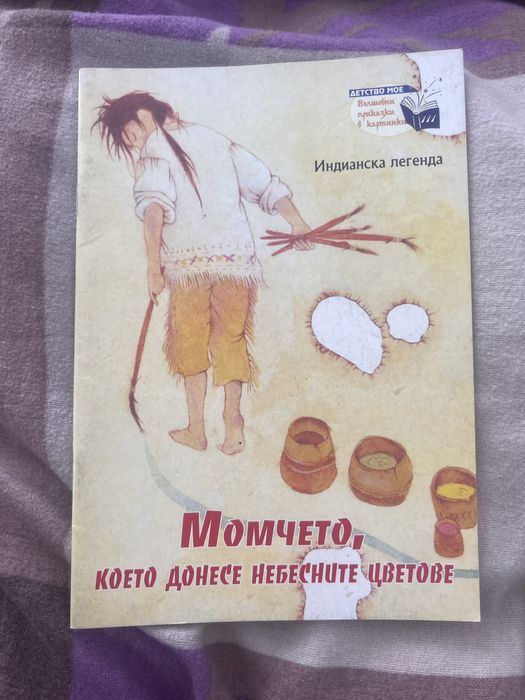 ДЕТСТВО МОЕ
Вълшебни
приказки
в картинки
Индианска легенда
Момчето,
което донесе небесните цветове